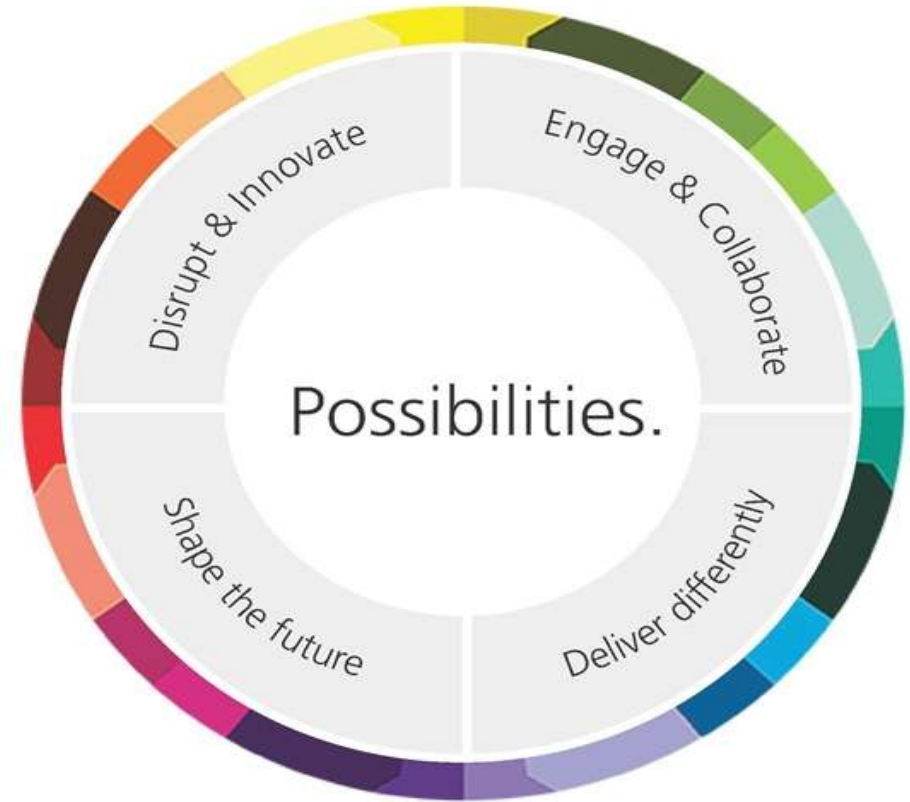 Disrupt & Innovate
Engage & Collaborate
Possibilities.
Shape the future
Deliver differently